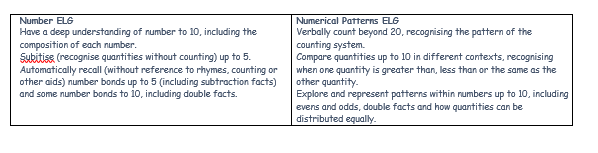 Number ELG
Have a deep understanding of number to 10, including the
composition of each number.
Subitise (recognise quantities without counting) up to 5.
Automatically recall (without reference to rhymes, counting or
other aids) number bonds up to 5 (including subtraction facts)
and some number bonds to 10, including double facts.
Numerical Patterns ELG
Verbally count beyond 20, recognising the pattern of the
counting system.
Compare quantities up to 10 in different contexts, recognising
when one quantity is greater than, less than or the same as the
other quantity.
Explore and represent patterns within numbers up to 10, including
evens and odds, double facts and how quantities can be
distributed equally.